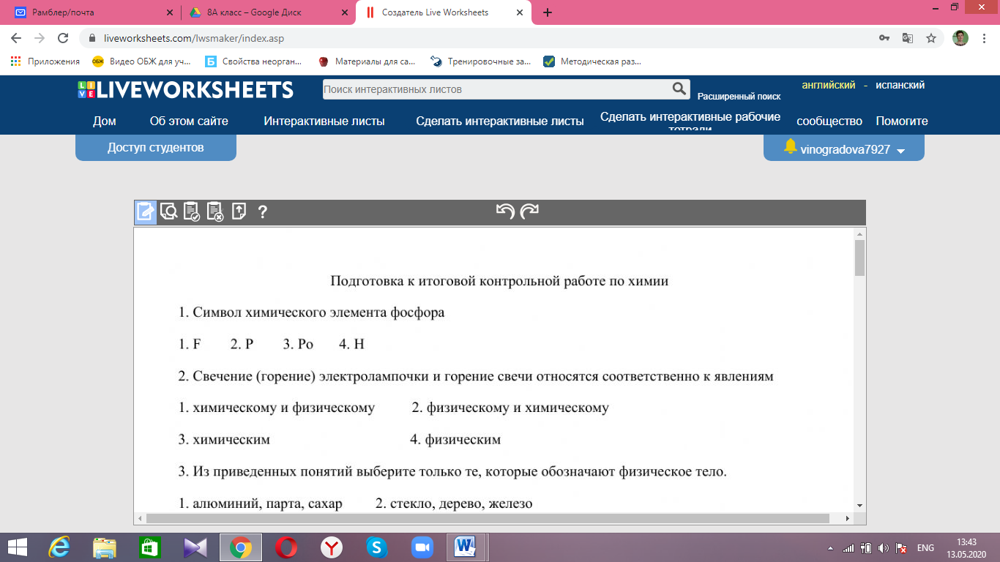 Рамблер/почта
8А класс – Google Диск
Создатель Live Worksheets
liveworksheets.com/lwsmaker/index.asp
Приложения
Видео ОБЖ для уч...
Свойства неорган...
Материалы для са...
Тренировочные за...
Методическая раз...
LIVEWORKSHEETS
Поиск интерактивных листов
Расширенный поиск
английский - испанский
Дом
Об этом сайте
Интерактивные листы
Сделать интерактивные листы
Сделать интерактивные рабочие
тетради
сообщество
Помогите
Доступ студентов
vinogradova7927
?
Подготовка к итоговой контрольной работе по химии
1. Символ химического элемента фосфора
1. F 2. P 3. Po 4. H
2. Свечение (горение) электролампочки и горение свечи относятся соответственно к явлениям
1. химическому и физическому 2. физическому и химическому
3. химическим 4. физическим
3. Из приведенных понятий выберите только те, которые обозначают физическое тело.
1. алюминий, парта, сахар 2. стекло, дерево, железо
ENG
13:43
13.05.2020